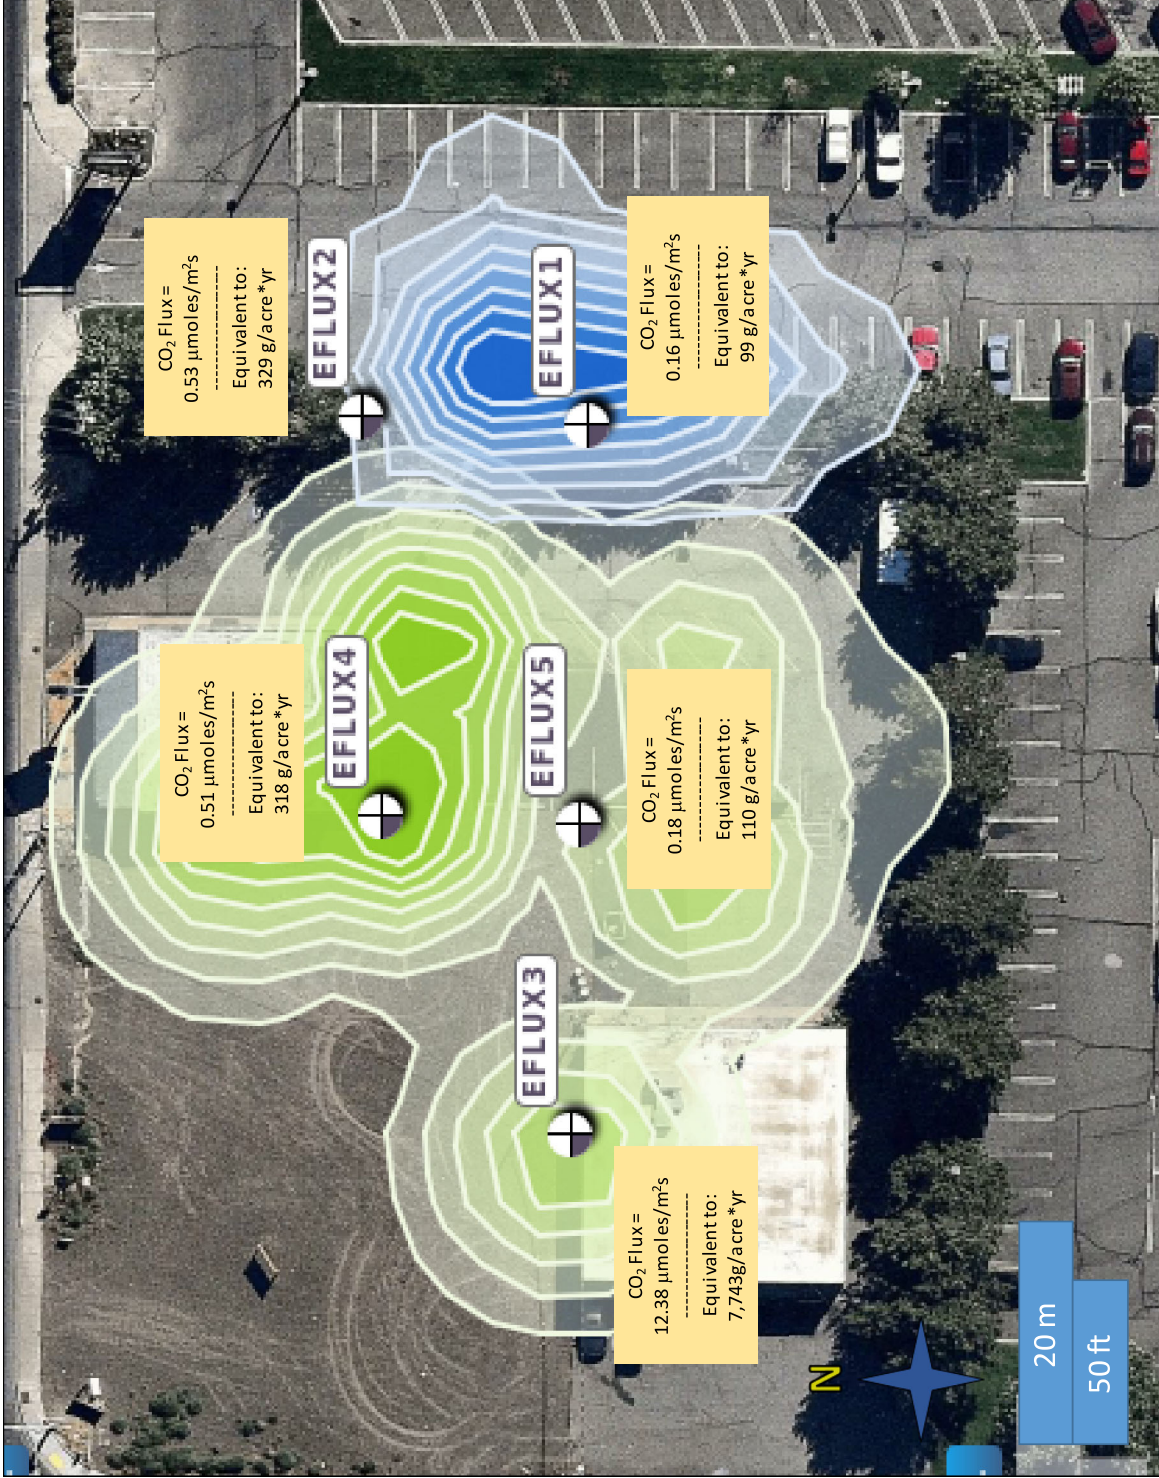 EFLUX2
CO₂ Flux =
0.53 µmoles/m²s
--------------------
Equivalent to:
329 g/acre*yr
EFLUX1
CO₂ Flux =
0.16 µmoles/m²s
--------------------
Equivalent to:
99 g/acre*yr
EFLUX4
CO₂ Flux =
0.51 µmoles/m²s
--------------------
Equivalent to:
318 g/acre*yr
EFLUX5
CO₂ Flux =
0.18 µmoles/m²s
--------------------
Equivalent to:
110 g/acre*yr
EFLUX3
CO₂ Flux =
12.38 µmoles/m²s
--------------------
Equivalent to:
7,743g/acre*yr
N
20 m
50 ft